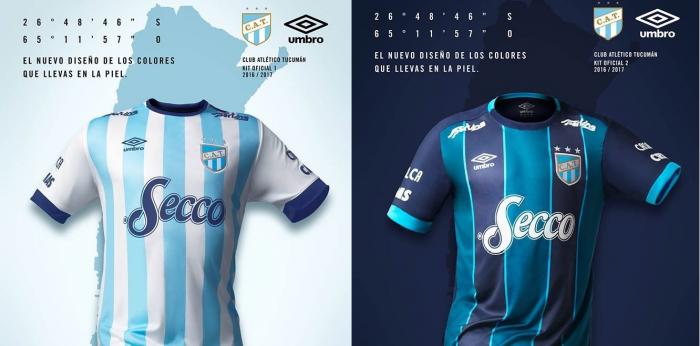 26°48'46" S
65°11'57" O
EL NUEVO DISEÑO DE LOS COLORES
QUE LLEVAS EN LA PIEL.
C.A.T.
umbro
CLUB ATLÉTICO TUCUMÁN
KIT OFICIAL 1
2016 / 2017
umbro
C.A.T.
Secco
26°48'46" S
65°11'57" O
EL NUEVO DISEÑO DE LOS COLORES
QUE LLEVAS EN LA PIEL.
C.A.T.
umbro
CLUB ATLÉTICO TUCUMÁN
KIT OFICIAL 2
2016 / 2017
umbro
C.A.T.
Secco